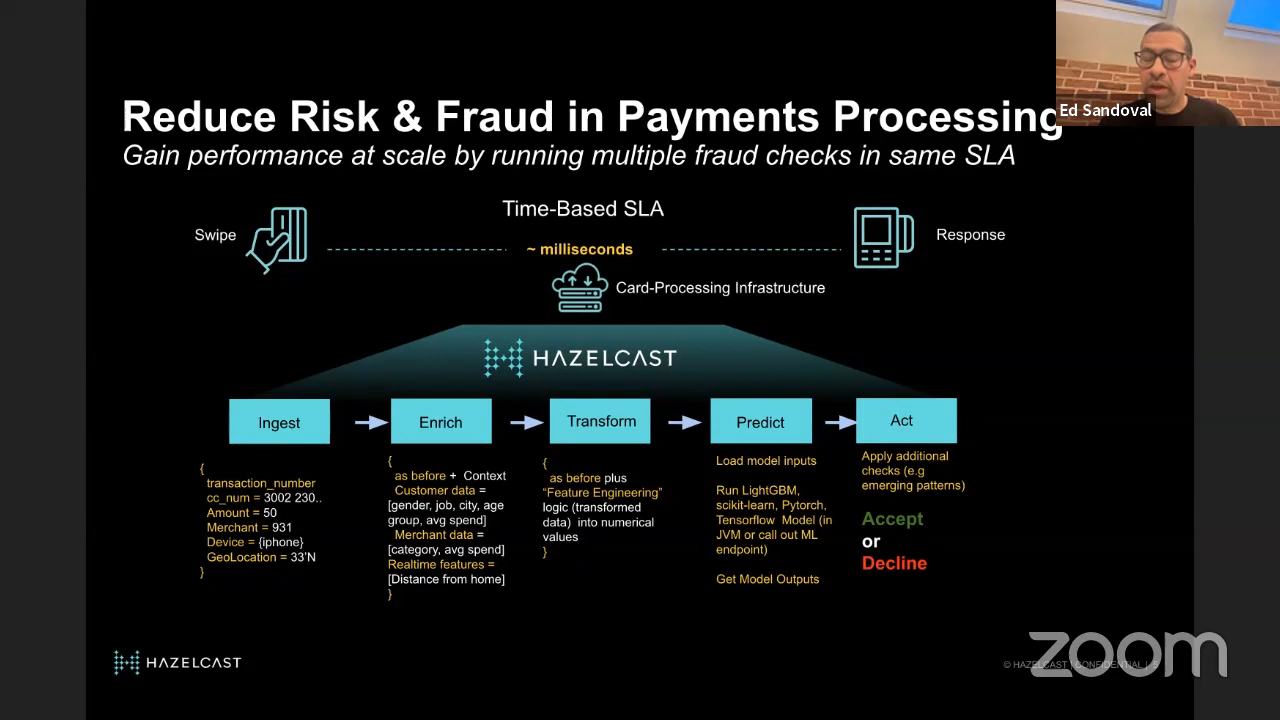 Ed Sandoval
Reduce Risk & Fraud in Payments Processing
Gain performance at scale by running multiple fraud checks in same SLA
Time-Based SLA
Swipe
~ milliseconds
Response
Card-Processing Infrastructure
HAZELCAST
Ingest
Enrich
Transform
Predict
Act
{
transaction_number
cc_num = 3002 230..
Amount = 50
Merchant = 931
Device = {iphone}
GeoLocation = 33'N
}
{
as before + Context
Customer data =
[gender, job, city, age
group, avg spend]
Merchant data =
[category, avg spend]
Realtime features =
[Distance from home]
}
{
as before plus
“Feature Engineering”
logic (transformed
data) into numerical
values
}
Load model inputs
Run LightGBM,
scikit-learn, Pytorch,
Tensorflow Model (in
JVM or call out ML
endpoint)
Get Model Outputs
Apply additional
checks (e.g
emerging patterns)
Accept
or
Decline
HAZELCAST
© HAZELCAST | CONFIDENTIAL | 5
zoom